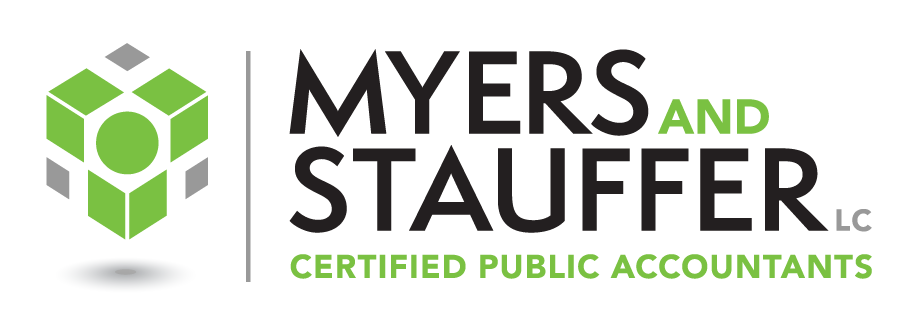 MYERS AND
STAUFFER LC
CERTIFIED PUBLIC ACCOUNTANTS